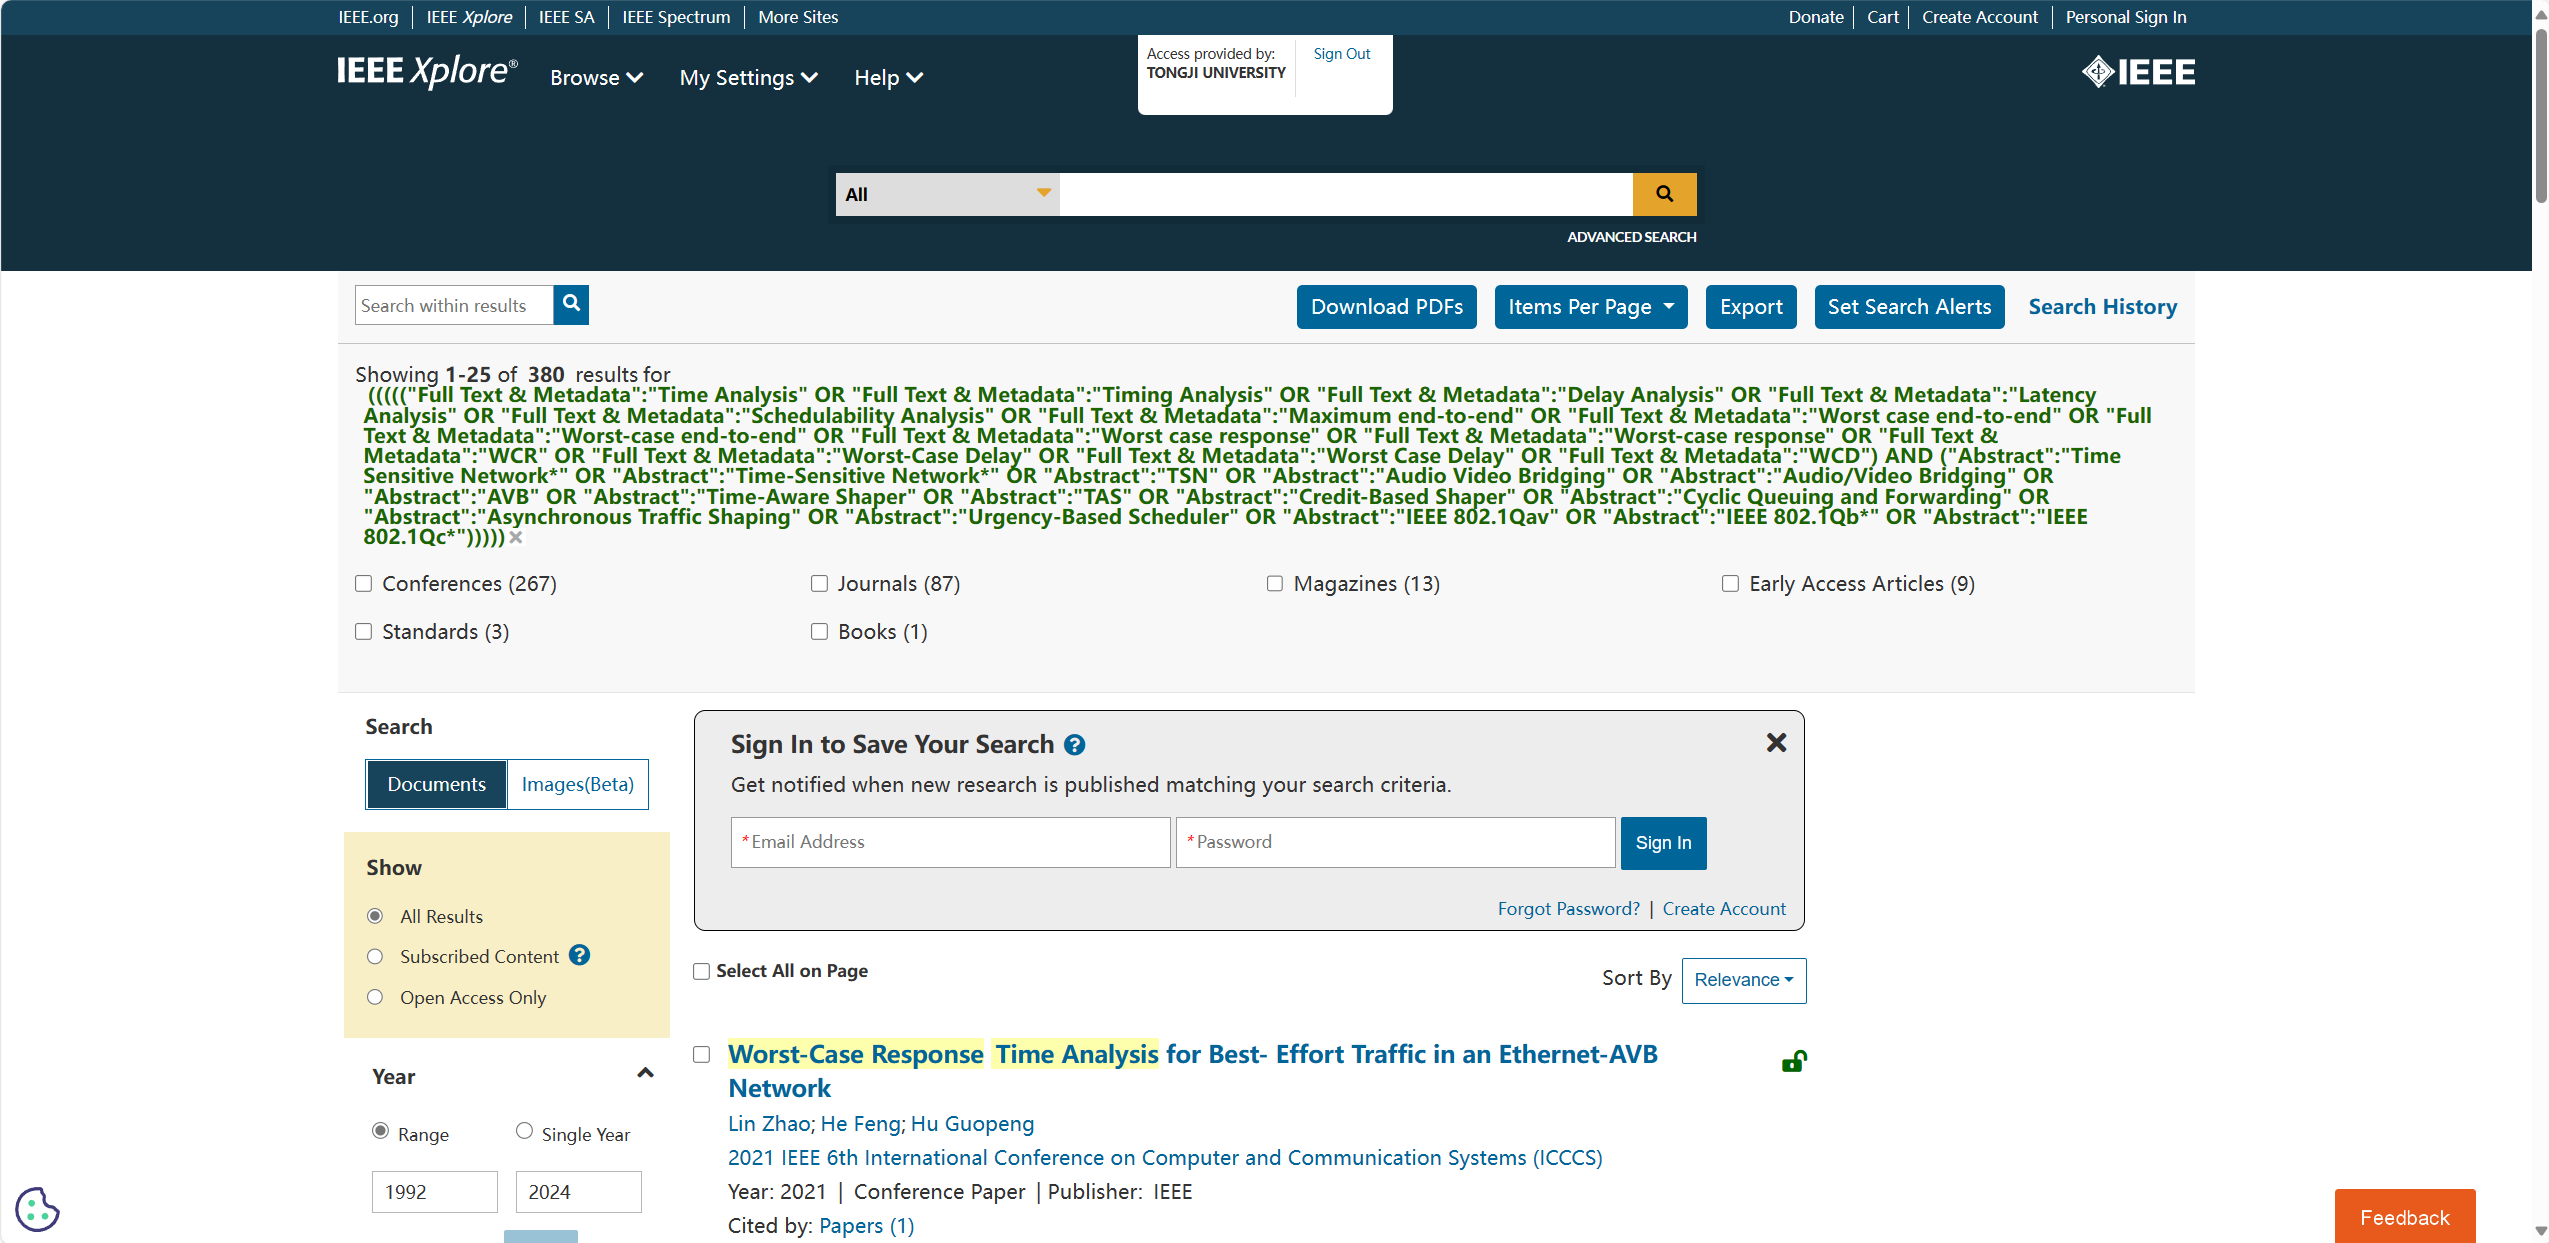 IEEE.org
IEEE Xplore
IEEE SA
IEEE Spectrum
More Sites
Donate
Cart
Create Account
Personal Sign In
IEEE Xplore®
Browse
My Settings
Help
Access provided by:
TONGJI UNIVERSITY
Sign Out
IEEE
All
ADVANCED SEARCH
Search within results
Download PDFs
Items Per Page
Export
Set Search Alerts
Search History
Showing 1-25 of 380 results for
((((("Full Text & Metadata":"Time Analysis" OR "Full Text & Metadata":"Timing Analysis" OR "Full Text & Metadata":"Delay Analysis" OR "Full Text & Metadata":"Latency
Analysis" OR "Full Text & Metadata":"Schedulability Analysis" OR "Full Text & Metadata":"Maximum end-to-end" OR "Full Text & Metadata":"Worst case end-to-end" OR "Full
Text & Metadata":"Worst-case end-to-end" OR "Full Text & Metadata":"Worst case response" OR "Full Text & Metadata":"Worst-case response" OR "Full Text &
Metadata":"WCR" OR "Full Text & Metadata":"Worst-Case Delay" OR "Full Text & Metadata":"Worst Case Delay" OR "Full Text & Metadata":"WCD") AND ("Abstract":"Time
Sensitive Network*" OR "Abstract":"Time-Sensitive Network*" OR "Abstract":"TSN" OR "Abstract":"Audio Video Bridging" OR "Abstract":"Audio/Video Bridging" OR
"Abstract":"AVB" OR "Abstract":"Time-Aware Shaper" OR "Abstract":"TAS" OR "Abstract":"Credit-Based Shaper" OR "Abstract":"Cyclic Queuing and Forwarding" OR
"Abstract":"Asynchronous Traffic Shaping" OR "Abstract":"Urgency-Based Scheduler" OR "Abstract":"IEEE 802.1Qav" OR "Abstract":"IEEE 802.1Qb*" OR "Abstract":"IEEE
802.1Qc*")))))
Conferences (267)
Journals (87)
Magazines (13)
Early Access Articles (9)
Standards (3)
Books (1)
Search
Documents
Images(Beta)
Show
All Results
Subscribed Content
Open Access Only
Year
Range
Single Year
1992
2024
Sign In to Save Your Search
Get notified when new research is published matching your search criteria.
*Email Address
*Password
Sign In
Forgot Password? | Create Account
Select All on Page
Sort By
Relevance
Worst-Case Response Time Analysis for Best- Effort Traffic in an Ethernet-AVB
Network
Lin Zhao; He Feng; Hu Guopeng
2021 IEEE 6th International Conference on Computer and Communication Systems (ICCCS)
Year: 2021 | Conference Paper | Publisher: IEEE
Cited by: Papers (1)
Feedback